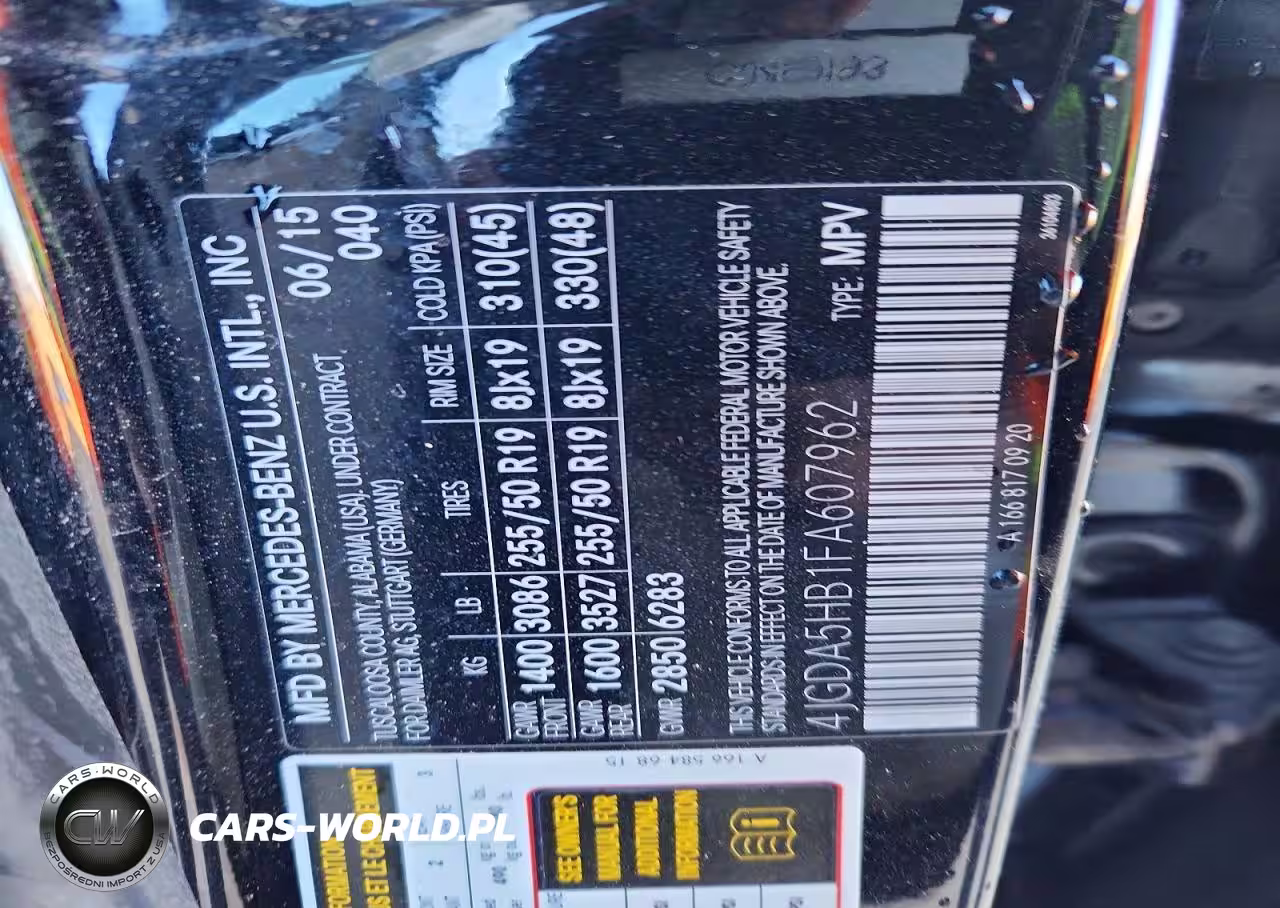 MFD BY MERCEDES-BENZ U.S. INTL., INC
06/15
TUSCALOOSA COUNTY, ALABAMA (USA), UNDER CONTRACT 040
FOR DAIMLER AG, STUTTGART (GERMANY)
KG LB TIRES RIM SIZE COLD KPA (PSI)
GAWR FRONT 1400 3086 255/50 R19 8Jx19 310(45)
GAWR REAR 1600 3527 255/50 R19 8Jx19 330(48)
GVWR 2850 6283
THIS VEHICLE CONFORMS TO ALL APPLICABLE FEDERAL MOTOR VEHICLE SAFETY
STANDARDS IN EFFECT ON THE DATE OF MANUFACTURE SHOWN ABOVE.
4JGDA5HB1FA607962 TYPE: MPV
A 166 817 09 20
A 166 584 68 15
SEE OWNER'S
MANUAL FOR
ADDITIONAL
INFORMATION
CARS-WORLD
CW
BEZPOŚREDNI IMPORT Z USA
CARS-WORLD.PL